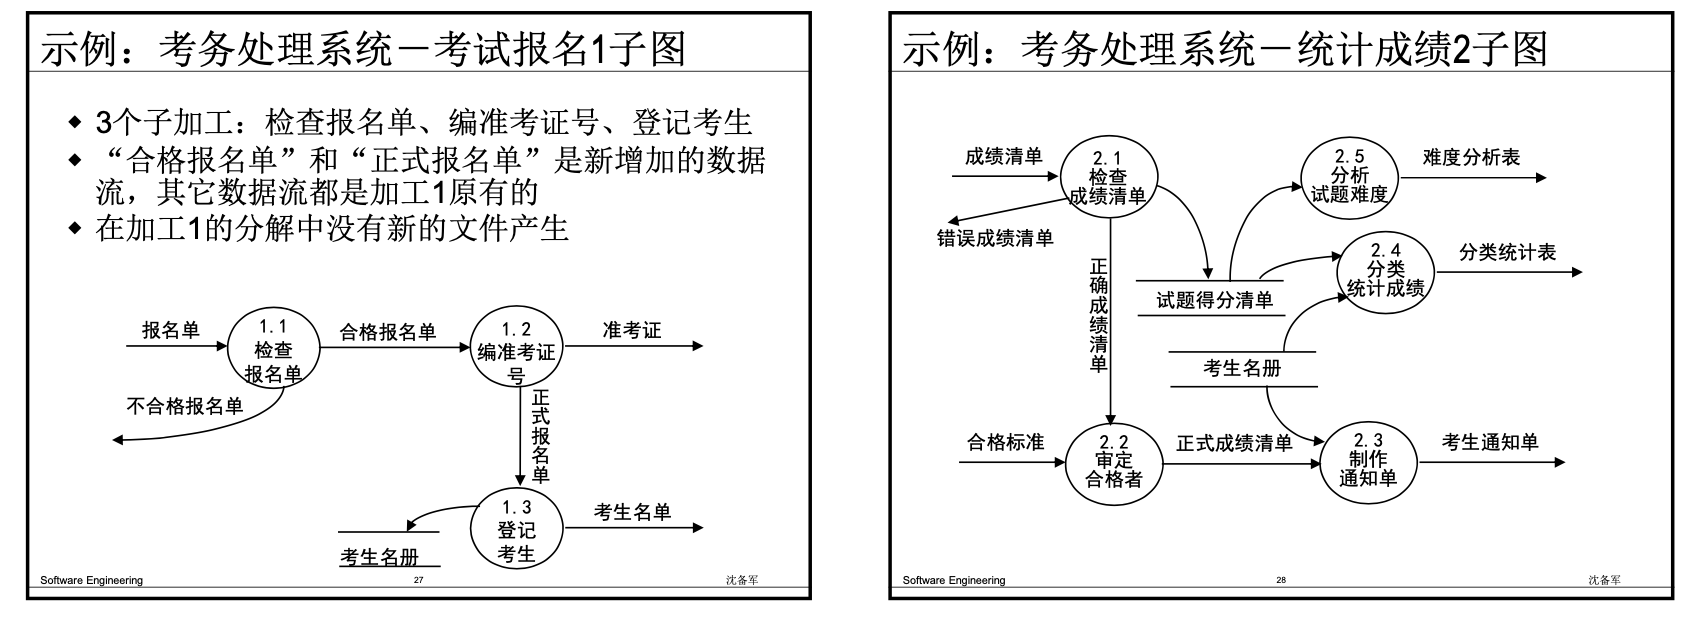 示例：考务处理系统－考试报名1子图
◆ 3个子加工：检查报名单、编准考证号、登记考生
◆ “合格报名单”和“正式报名单”是新增加的数据
流，其它数据流都是加工1原有的
◆ 在加工1的分解中没有新的文件产生
报名单
1.1
检查
报名单
合格报名单
1.2
编准考证
号
准考证
不合格报名单
正式报名单
1.3
登记
考生
考生名单
考生名册
Software Engineering
27
沈备军
示例：考务处理系统－统计成绩2子图
成绩清单
2.1
检查
成绩清单
2.5
分析
试题难度
难度分析表
错误成绩清单
正确成绩清单
2.4
分类
统计成绩
分类统计表
试题得分清单
考生名册
合格标准
2.2
审定
合格者
正式成绩清单
2.3
制作
通知单
考生通知单
Software Engineering
28
沈备军